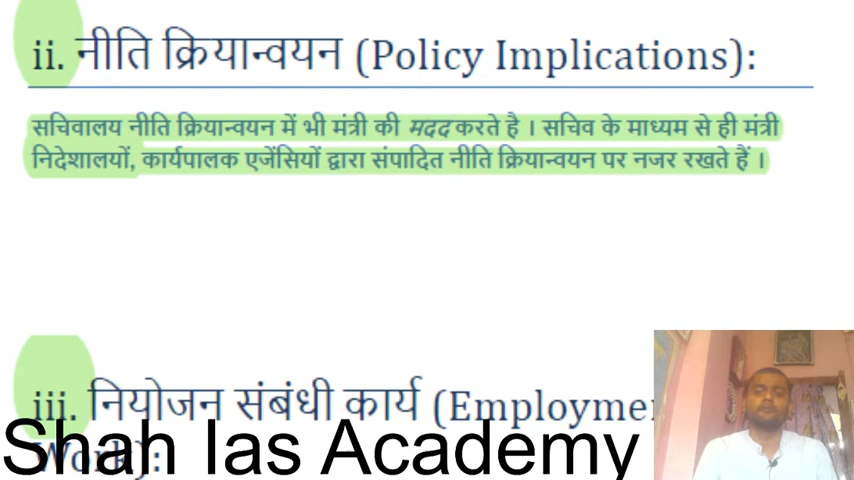 ii. नीति क्रियान्वयन (Policy Implications):
सचिवालय नीति क्रियान्वयन में भी मंत्री की मदद करते है । सचिव के माध्यम से ही मंत्री
निदेशालयों, कार्यपालक एजेंसियों द्वारा संपादित नीति क्रियान्वयन पर नजर रखते हैं ।
iii. नियोजन संबंधी कार्य (Employme
Work):
Shah Ias Academy